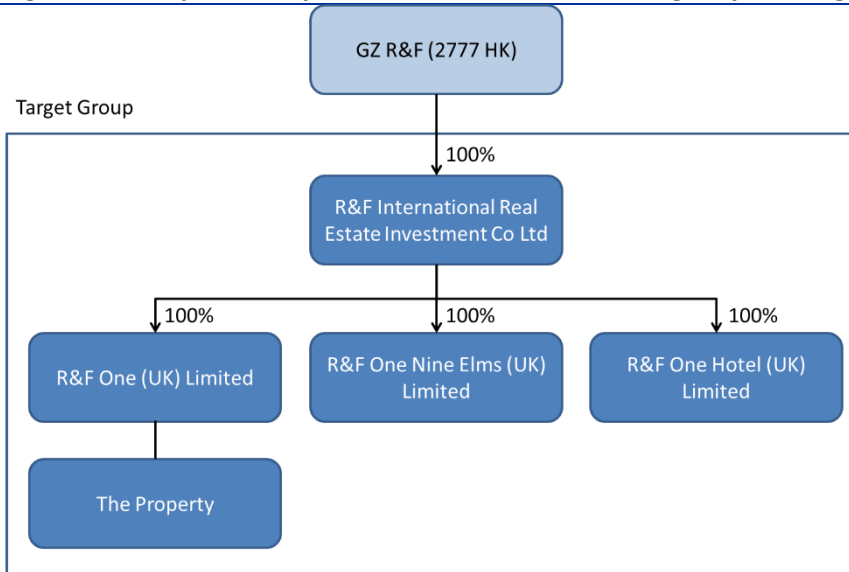 GZ R&F (2777 HK)
Target Group
100%
R&F International Real
Estate Investment Co Ltd
100%
100%
100%
R&F One (UK) Limited
R&F One Nine Elms (UK)
Limited
R&F One Hotel (UK)
Limited
The Property